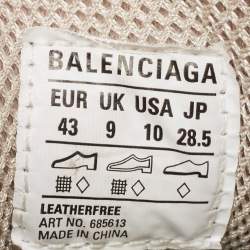 BALENCIAGA
EUR UK USA JP
43 9 10 28.5
LEATHERFREE
ART NO. 685613
MADE IN CHINA